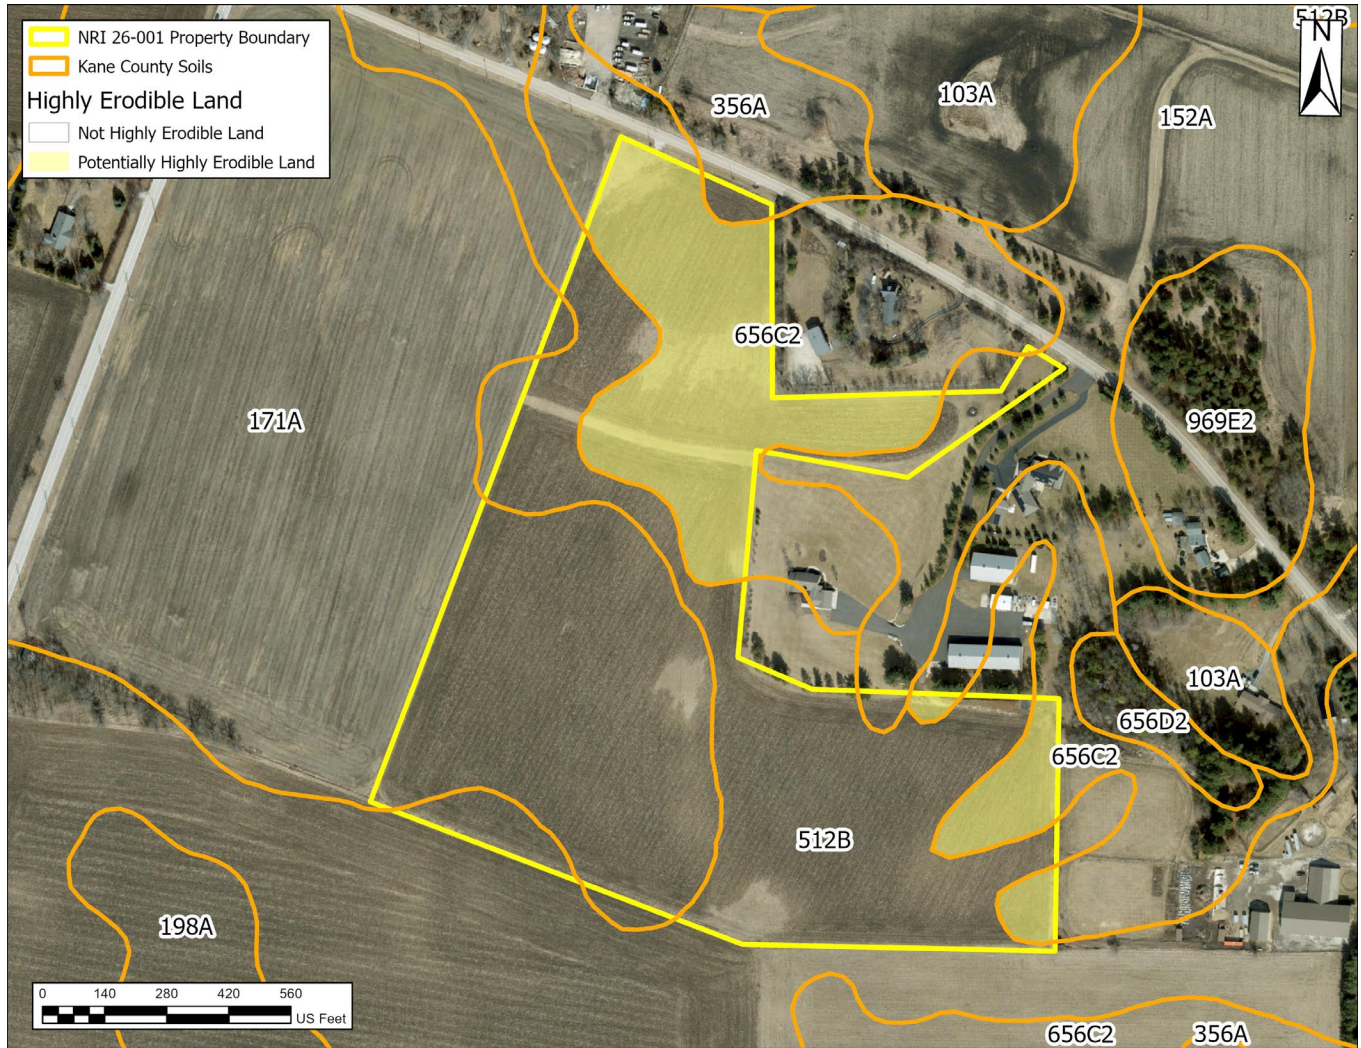 NRI 26-001 Property Boundary
Kane County Soils
Highly Erodible Land
Not Highly Erodible Land
Potentially Highly Erodible Land
512B
N
356A
103A
152A
656C2
171A
969E2
103A
656D2
656C2
512B
198A
0 140 280 420 560
US Feet
656C2
356A